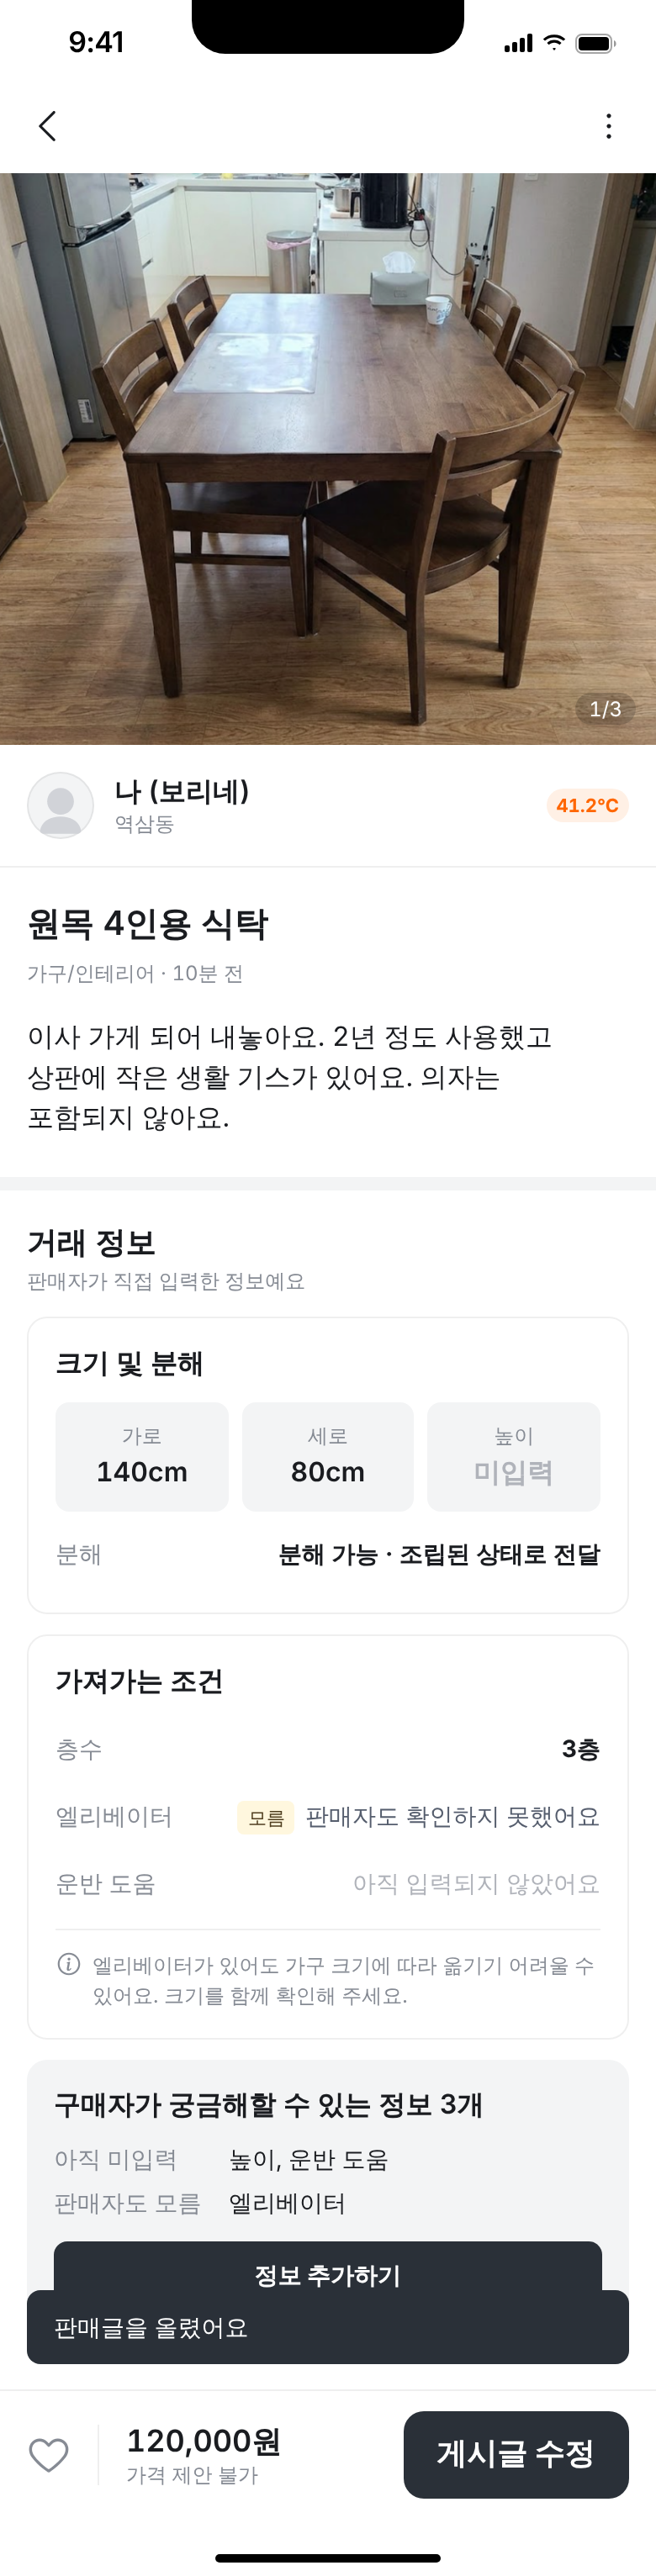 9:41
1/3
나 (보리네)
역삼동
41.2°C
원목 4인용 식탁
가구/인테리어 · 10분 전
이사 가게 되어 내놓아요. 2년 정도 사용했고
상판에 작은 생활 기스가 있어요. 의자는
포함되지 않아요.
거래 정보
판매자가 직접 입력한 정보예요
크기 및 분해
가로
140cm
세로
80cm
높이
미입력
분해
분해 가능 · 조립된 상태로 전달
가져가는 조건
층수
3층
엘리베이터
모름 판매자도 확인하지 못했어요
운반 도움
아직 입력되지 않았어요
엘리베이터가 있어도 가구 크기에 따라 옮기기 어려울 수
있어요. 크기를 함께 확인해 주세요.
구매자가 궁금해할 수 있는 정보 3개
아직 미입력
높이, 운반 도움
판매자도 모름
엘리베이터
정보 추가하기
판매글을 올렸어요
120,000원
가격 제안 불가
게시글 수정